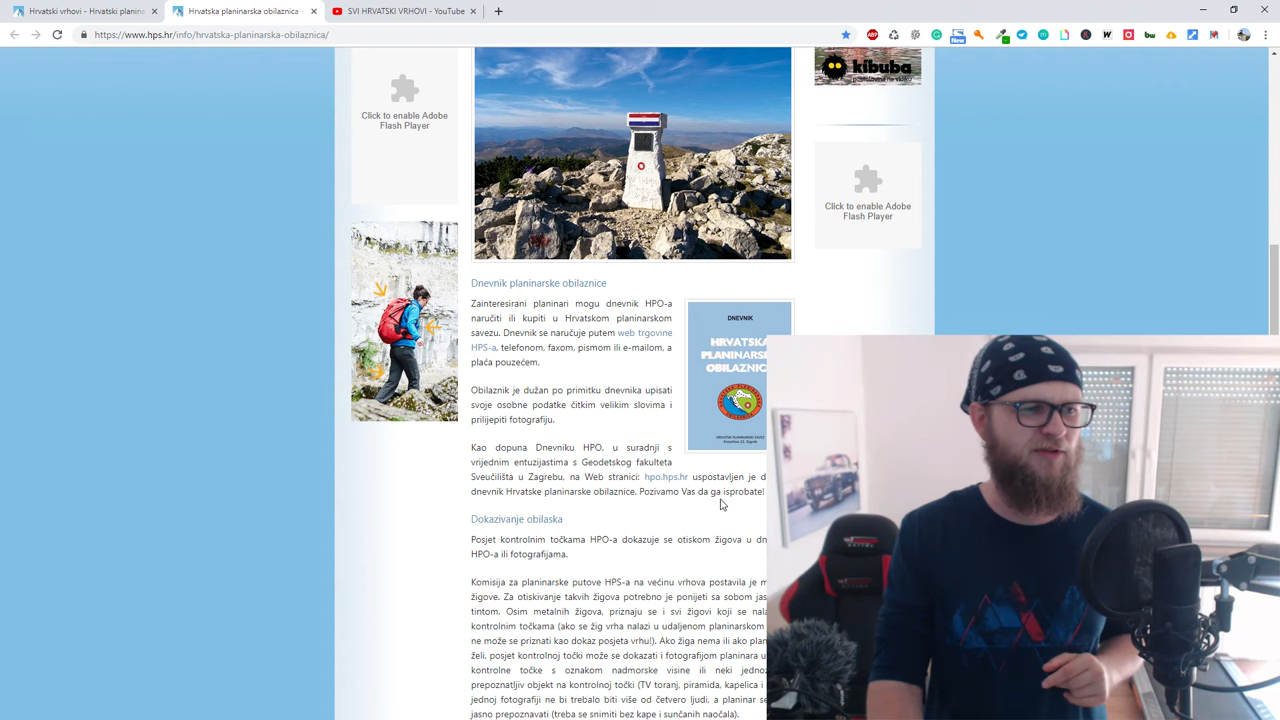 Hrvatski vrhovi - Hrvatski planin
Hrvatska planinarska obilaznica -
SVI HRVATSKI VRHOVI - YouTube
https://www.hps.hr/info/hrvatska-planinarska-obilaznica/
New
Click to enable Adobe
Flash Player
kibuba
Click to enable Adobe
Flash Player
Dnevnik planinarske obilaznice
Zainteresirani planinari mogu dnevnik HPO-a
naručiti ili kupiti u Hrvatskom planinarskom
savezu. Dnevnik se naručuje putem web trgovine
HPS-a, telefonom, faxom, pismom ili e-mailom, a
plaća pouzećem.
DNEVNIK
HRVATSKA
PLANINARSK
OBILAZNIC
HRVATSKI PLANINARSKI SAVEZ
Obilaznik je dužan po primitku dnevnika upisati
svoje osobne podatke čitkim velikim slovima i
prilijepiti fotografiju.
Kao dopuna Dnevniku HPO, u suradnji s
vrijednim entuzijastima s Geodetskog fakulteta
Sveučilišta u Zagrebu, na Web stranici: hpo.hps.hr uspostavljen je d
dnevnik Hrvatske planinarske obilaznice. Pozivamo Vas da ga isprobate!
Dokazivanje obilaska
Posjet kontrolnim točkama HPO-a dokazuje se otiskom žigova u dn
HPO-a ili fotografijama.
Komisija za planinarske putove HPS-a na većinu vrhova postavila je m
žigove. Za otiskivanje takvih žigova potrebno je ponijeti sa sobom jas
tintom. Osim metalnih žigova, priznaju se i svi žigovi koji se nala
kontrolnim točkama (ako se žig vrha nalazi u udaljenom planinarskom
ne može se priznati kao dokaz posjeta vrhu!). Ako žiga nema ili ako plan
želi, posjet kontrolnoj točki može se dokazati i fotografijom planinara u
kontrolne točke s oznakom nadmorske visine ili neki jednoz
prepoznatljiv objekt na kontrolnoj točki (TV toranj, piramida, kapelica i
jednoj fotografiji ne bi trebalo biti više od četvero ljudi, a planinar se
jasno prepoznavati (treba se snimiti bez kape i sunčanih naočala).